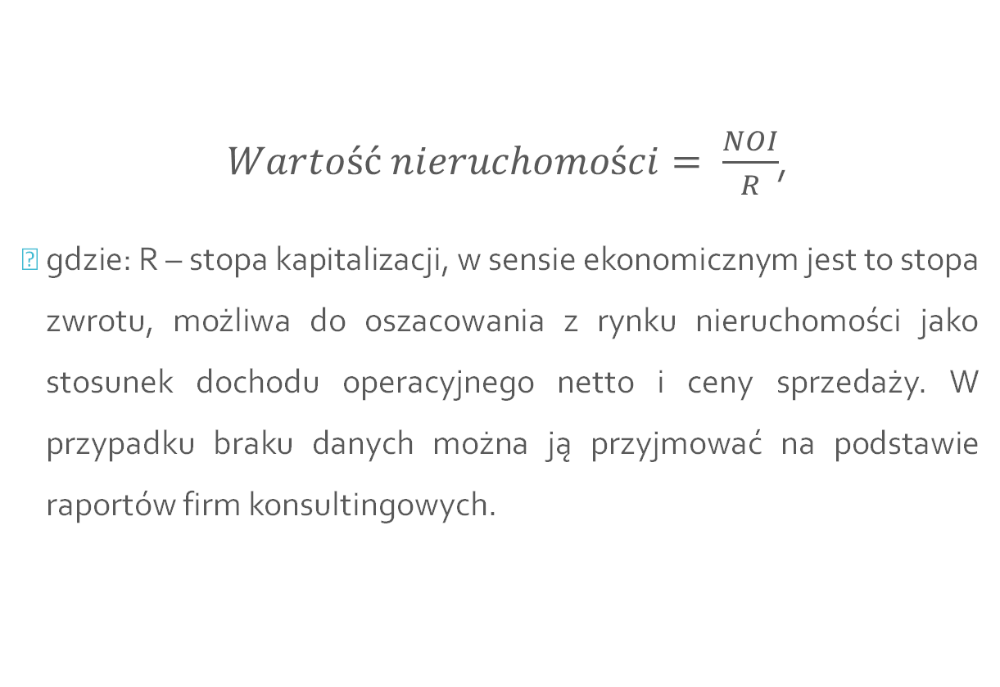 Wartość nieruchomości = NOI/R,
gdzie: R – stopa kapitalizacji, w sensie ekonomicznym jest to stopa
zwrotu, możliwa do oszacowania z rynku nieruchomości jako
stosunek dochodu operacyjnego netto i ceny sprzedaży. W
przypadku braku danych można ją przyjmować na podstawie
raportów firm konsultingowych.